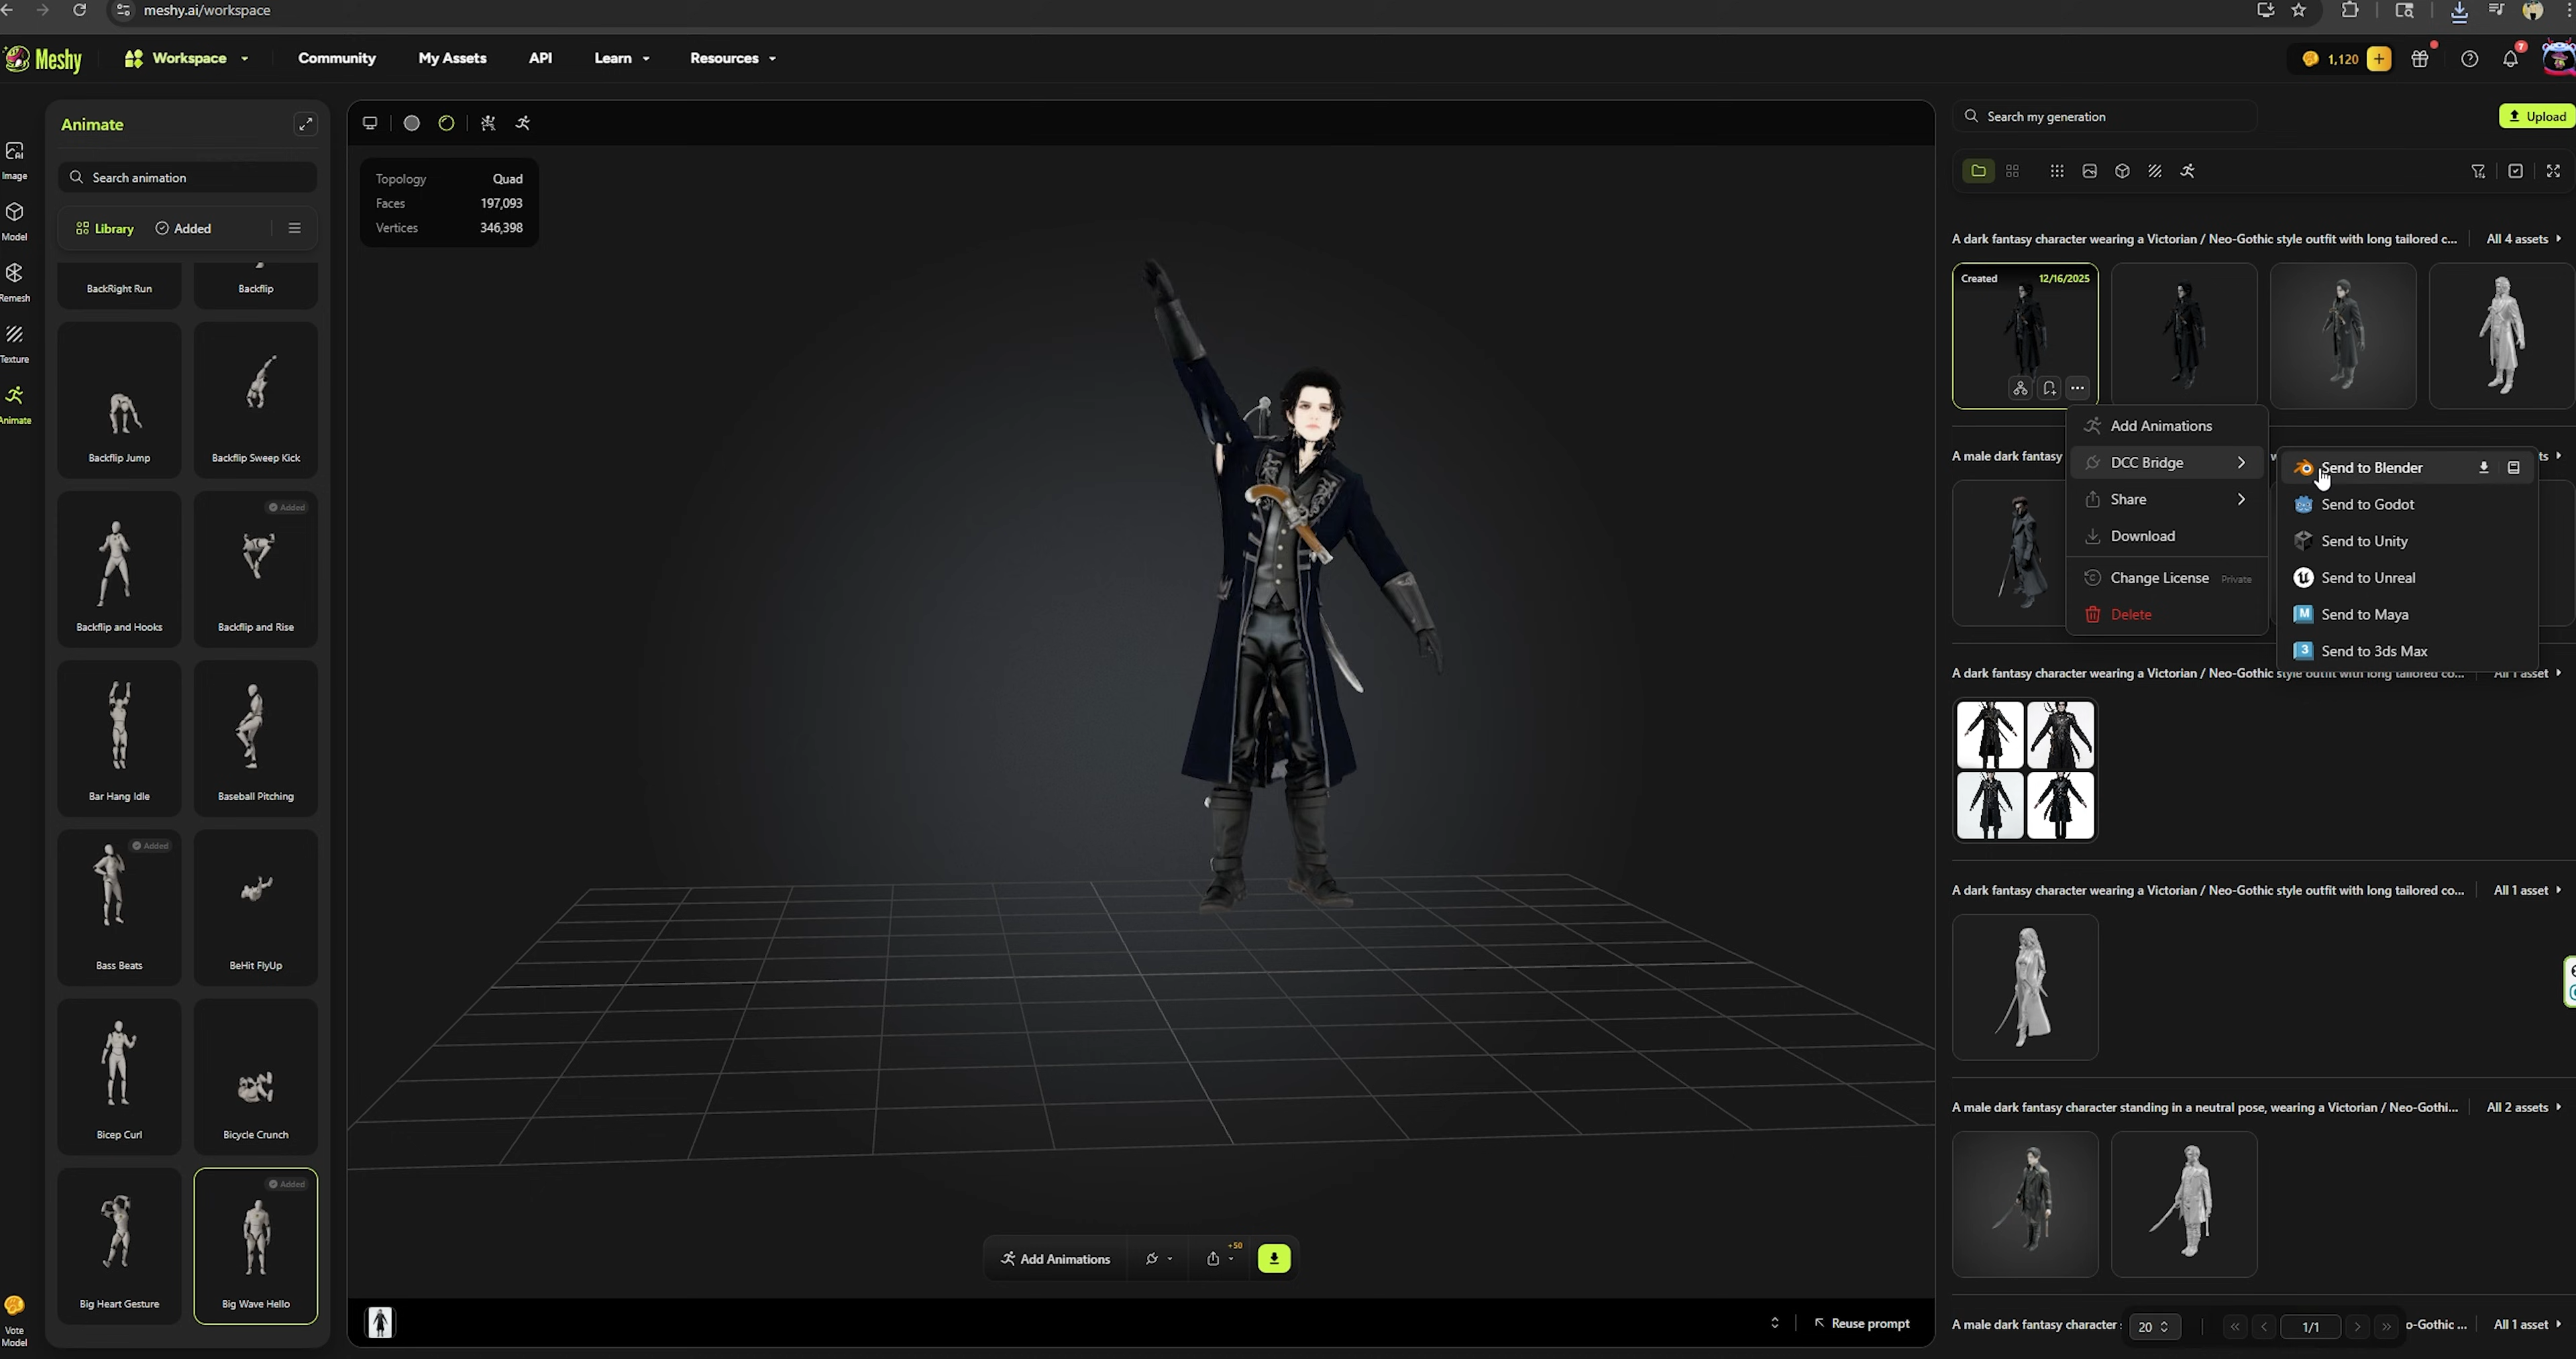 meshy.ai/workspace
Meshy
Workspace
Community
My Assets
API
Learn
Resources
1,120
7
Image
Model
Remesh
Texture
Animate
Vote
Model
Animate
Search animation
Library
Added
BackRight Run
Backflip
Backflip Jump
Backflip Sweep Kick
Backflip and Hooks
Added
Backflip and Rise
Bar Hang Idle
Baseball Pitching
Added
Bass Beats
BeHit FlyUp
Bicep Curl
Bicycle Crunch
Big Heart Gesture
Added
Big Wave Hello
Topology Quad
Faces 197,093
Vertices 346,398
Add Animations
+50
Reuse prompt
Search my generation
Upload
A dark fantasy character wearing a Victorian / Neo-Gothic style outfit with long tailored c...
All 4 assets
Created 12/16/2025
Add Animations
DCC Bridge
Share
Download
Change License Private
Delete
Send to Blender
Send to Godot
Send to Unity
Send to Unreal
Send to Maya
Send to 3ds Max
A male dark fantasy
A dark fantasy character wearing a Victorian / Neo-Gothic style outfit with long tailored co...
All 1 asset
A dark fantasy character wearing a Victorian / Neo-Gothic style outfit with long tailored co...
All 1 asset
A male dark fantasy character standing in a neutral pose, wearing a Victorian / Neo-Gothi...
All 2 assets
A male dark fantasy character
20
1/1
o-Gothic ...
All 1 asset